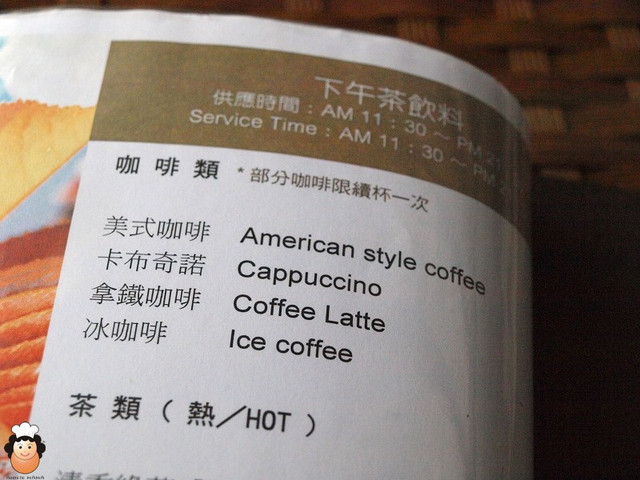 下午茶飲料
供應時間：AM 11：30 ～ PM
Service Time：AM 11：30 ～ PM
咖啡類 *部分咖啡限續杯一次
美式咖啡 American style coffee
卡布奇諾 Cappuccino
拿鐵咖啡 Coffee Latte
冰咖啡 Ice coffee
茶類（熱／HOT）